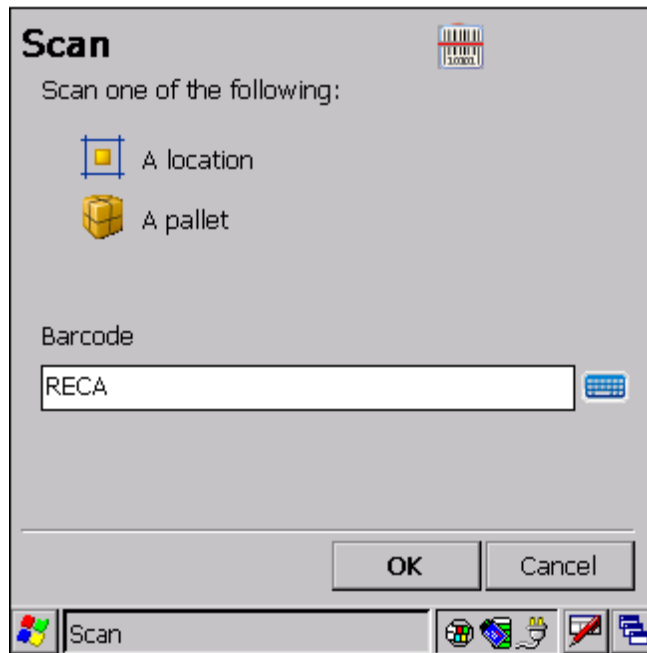 Scan
Scan one of the following:
A location
A pallet
Barcode
RECA
OK
Cancel
Scan